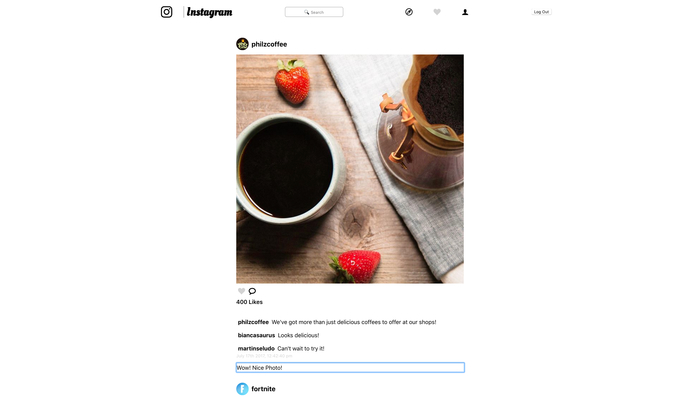 Instagram
Search
Log Out
philzcoffee
400 Likes
philzcoffee We've got more than just delicious coffees to offer at our shops!
biancasaurus Looks delicious!
martinseludo Can't wait to try it!
Wow! Nice Photo!
fortnite